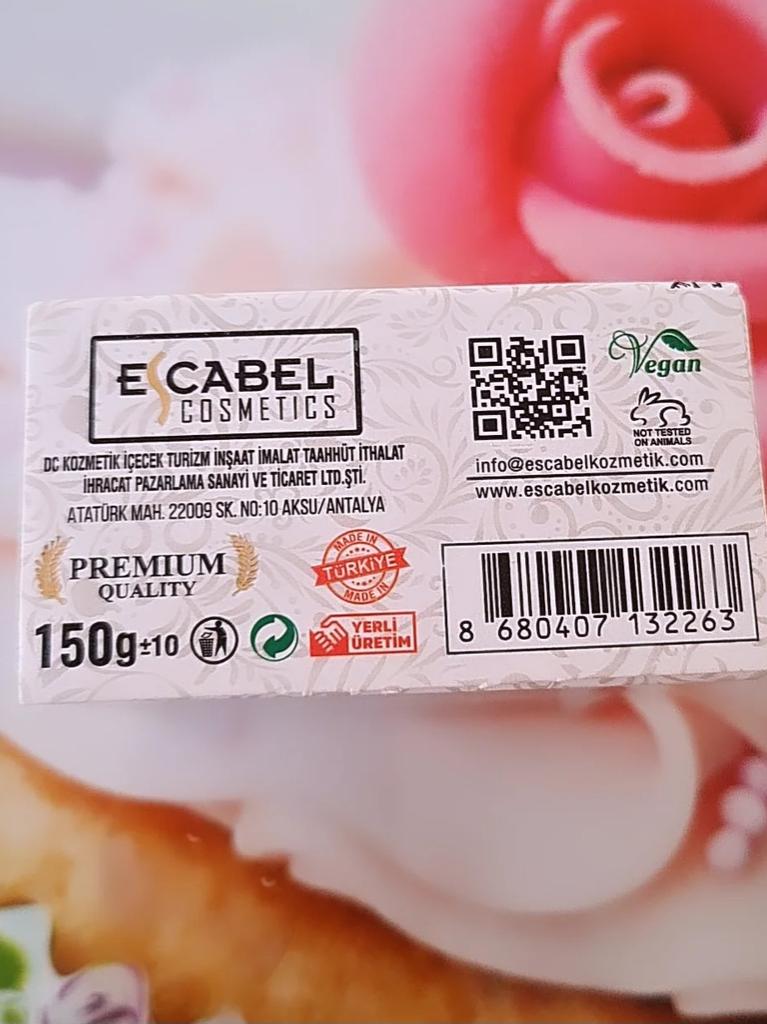 ESCABEL
COSMETICS
DC KOZMETİK İÇECEK TURİZM İNŞAAT İMALAT TAAHHÜT İTHALAT
İHRACAT PAZARLAMA SANAYİ VE TİCARET LTD.ŞTİ.
ATATÜRK MAH. 22009 SK. NO:10 AKSU/ANTALYA
PREMIUM
QUALITY
MADE IN
TÜRKİYE
MADE IN
150g±10
YERLİ
ÜRETİM
Vegan
NOT TESTED
ON ANIMALS
info@escabelkozmetik.com
www.escabelkozmetik.com
8 680407 132263